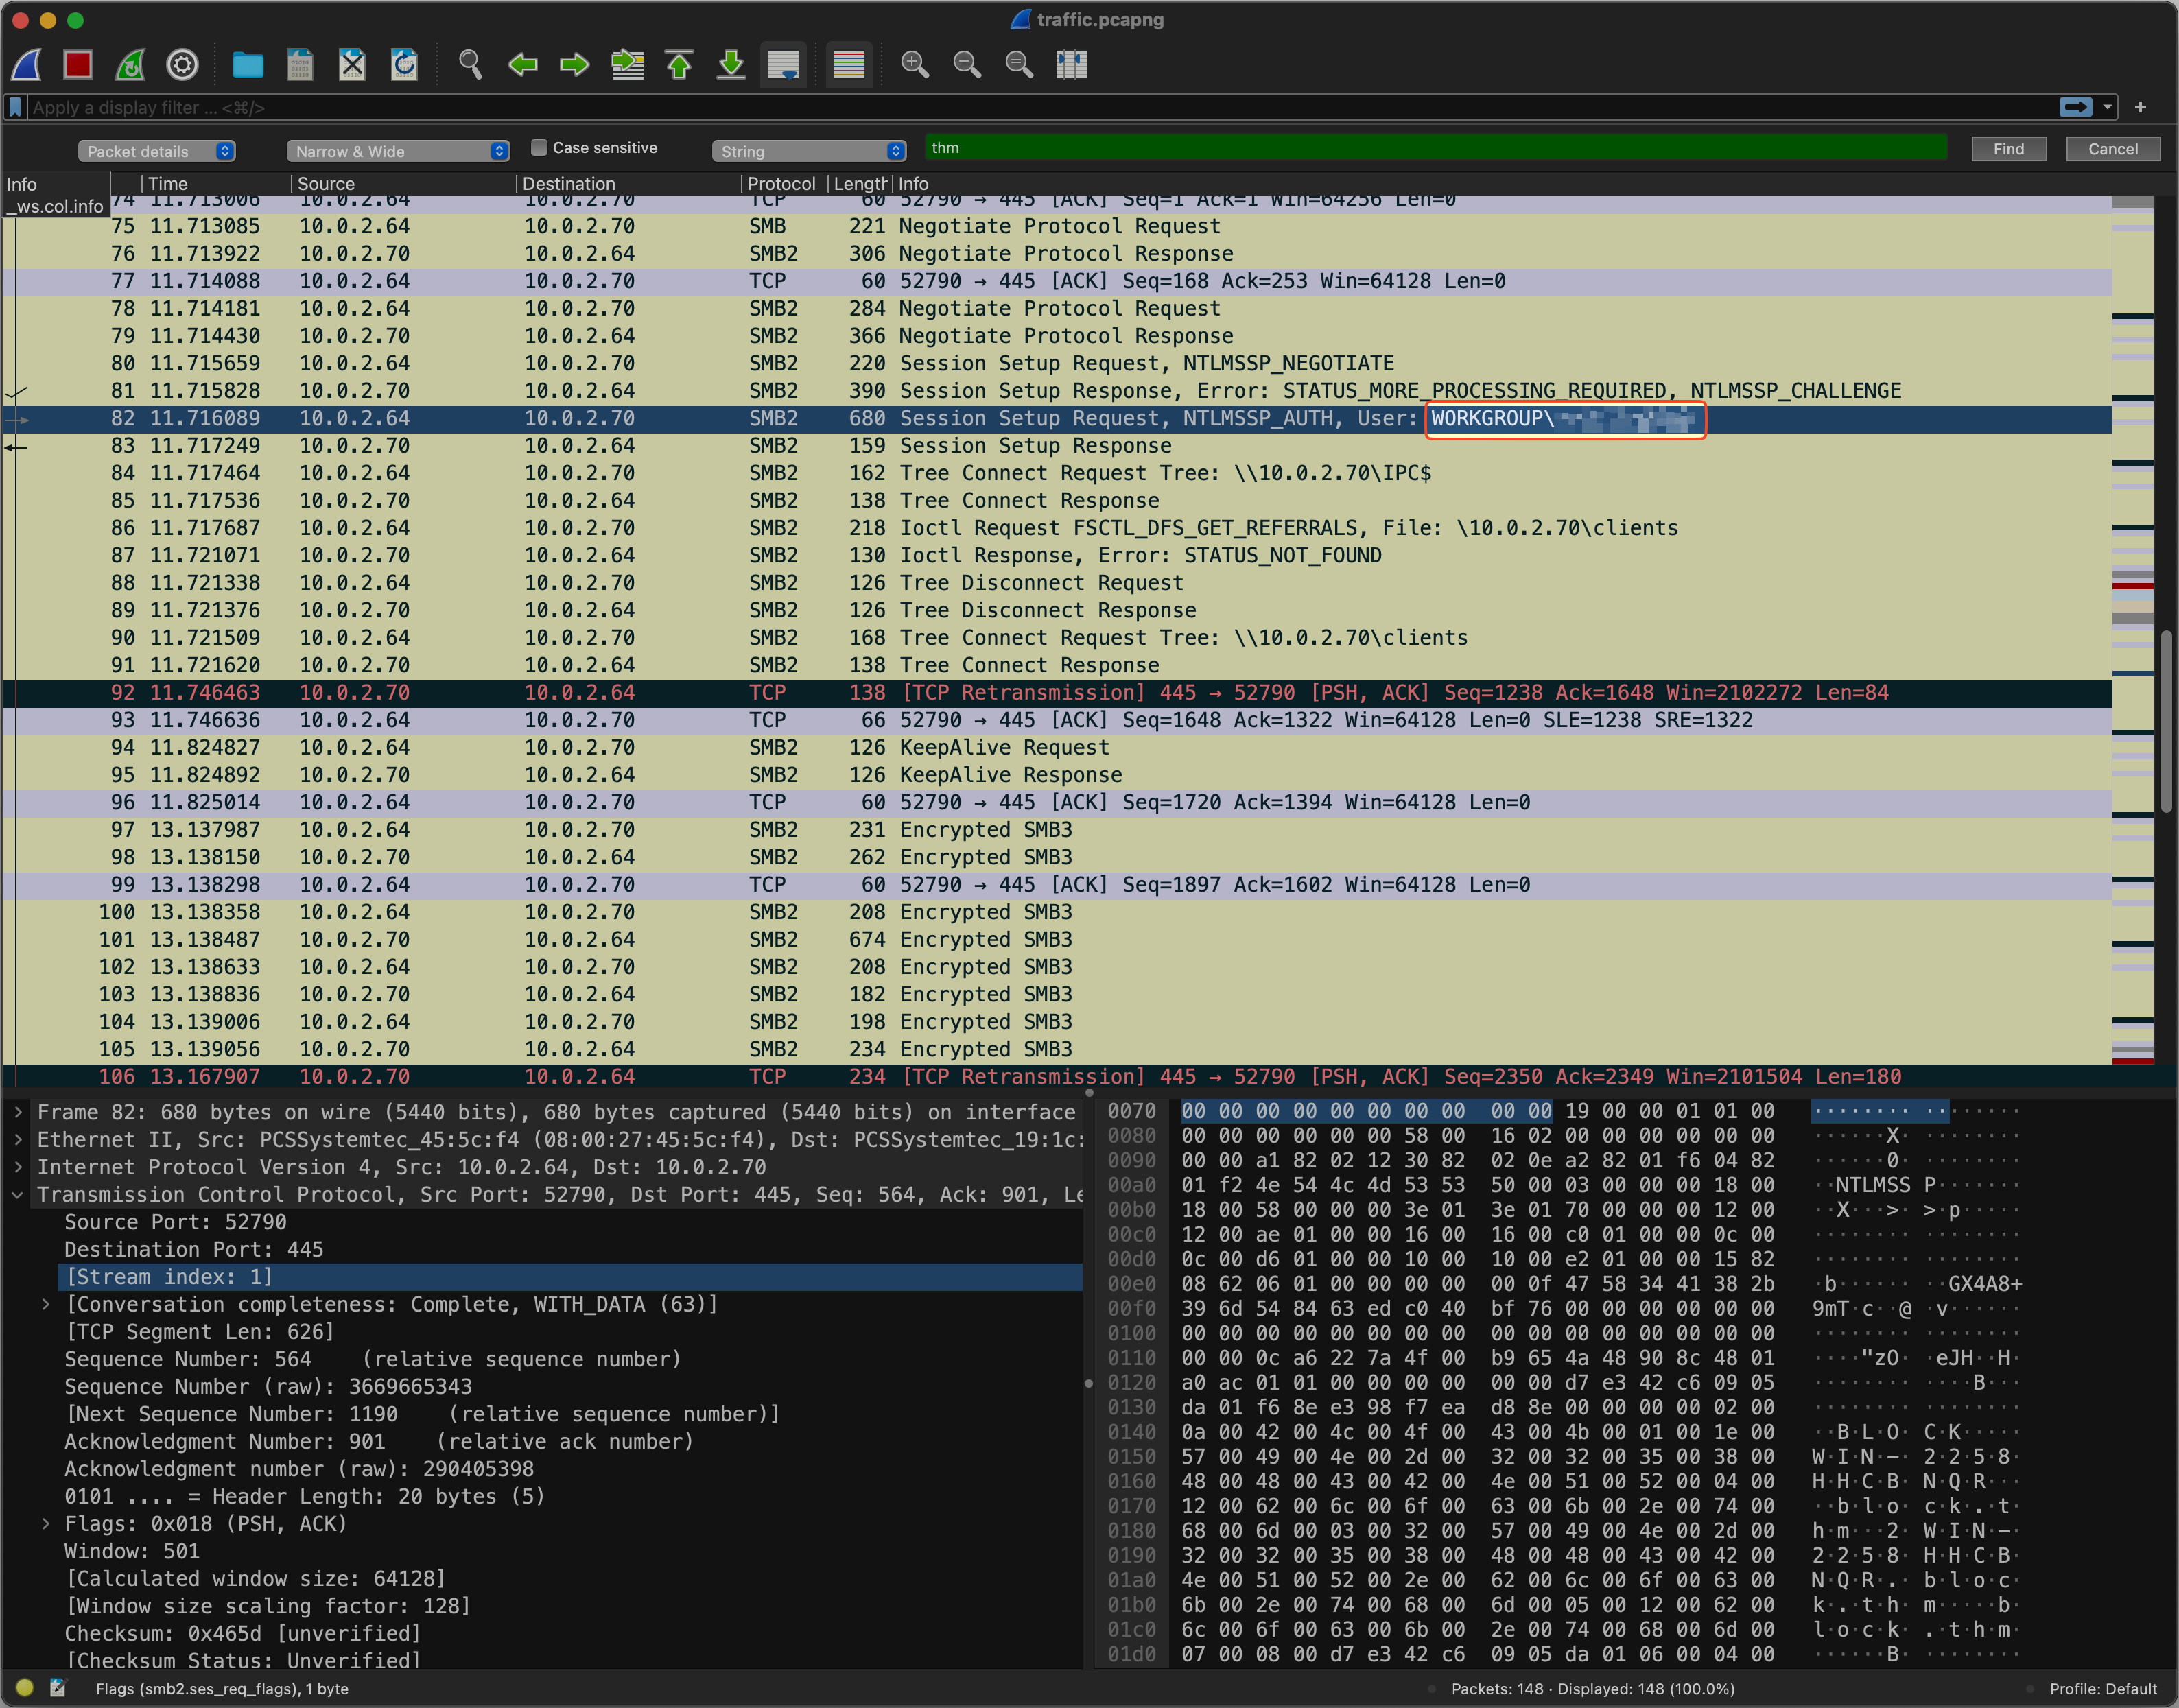 traffic.pcapng
Apply a display filter ... <⌘/>
Packet details Narrow & Wide Case sensitive String thm Find Cancel
Info Time Source Destination Protocol Length Info
_ws.col.info
74 11.713006 10.0.2.64 10.0.2.70 TCP 60 52790 → 445 [ACK] Seq=1 Ack=1 Win=64256 Len=0
75 11.713085 10.0.2.64 10.0.2.70 SMB 221 Negotiate Protocol Request
76 11.713922 10.0.2.70 10.0.2.64 SMB2 306 Negotiate Protocol Response
77 11.714088 10.0.2.64 10.0.2.70 TCP 60 52790 → 445 [ACK] Seq=168 Ack=253 Win=64128 Len=0
78 11.714181 10.0.2.64 10.0.2.70 SMB2 284 Negotiate Protocol Request
79 11.714430 10.0.2.70 10.0.2.64 SMB2 366 Negotiate Protocol Response
80 11.715659 10.0.2.64 10.0.2.70 SMB2 220 Session Setup Request, NTLMSSP_NEGOTIATE
81 11.715828 10.0.2.70 10.0.2.64 SMB2 390 Session Setup Response, Error: STATUS_MORE_PROCESSING_REQUIRED, NTLMSSP_CHALLENGE
82 11.716089 10.0.2.64 10.0.2.70 SMB2 680 Session Setup Request, NTLMSSP_AUTH, User: WORKGROUP\
83 11.717249 10.0.2.70 10.0.2.64 SMB2 159 Session Setup Response
84 11.717464 10.0.2.64 10.0.2.70 SMB2 162 Tree Connect Request Tree: \\10.0.2.70\IPC$
85 11.717536 10.0.2.70 10.0.2.64 SMB2 138 Tree Connect Response
86 11.717687 10.0.2.64 10.0.2.70 SMB2 218 Ioctl Request FSCTL_DFS_GET_REFERRALS, File: \10.0.2.70\clients
87 11.721071 10.0.2.70 10.0.2.64 SMB2 130 Ioctl Response, Error: STATUS_NOT_FOUND
88 11.721338 10.0.2.64 10.0.2.70 SMB2 126 Tree Disconnect Request
89 11.721376 10.0.2.70 10.0.2.64 SMB2 126 Tree Disconnect Response
90 11.721509 10.0.2.64 10.0.2.70 SMB2 168 Tree Connect Request Tree: \\10.0.2.70\clients
91 11.721620 10.0.2.70 10.0.2.64 SMB2 138 Tree Connect Response
92 11.746463 10.0.2.70 10.0.2.64 TCP 138 [TCP Retransmission] 445 → 52790 [PSH, ACK] Seq=1238 Ack=1648 Win=2102272 Len=84
93 11.746636 10.0.2.64 10.0.2.70 TCP 66 52790 → 445 [ACK] Seq=1648 Ack=1322 Win=64128 Len=0 SLE=1238 SRE=1322
94 11.824827 10.0.2.64 10.0.2.70 SMB2 126 KeepAlive Request
95 11.824892 10.0.2.70 10.0.2.64 SMB2 126 KeepAlive Response
96 11.825014 10.0.2.64 10.0.2.70 TCP 60 52790 → 445 [ACK] Seq=1720 Ack=1394 Win=64128 Len=0
97 13.137987 10.0.2.64 10.0.2.70 SMB2 231 Encrypted SMB3
98 13.138150 10.0.2.70 10.0.2.64 SMB2 262 Encrypted SMB3
99 13.138298 10.0.2.64 10.0.2.70 TCP 60 52790 → 445 [ACK] Seq=1897 Ack=1602 Win=64128 Len=0
100 13.138358 10.0.2.64 10.0.2.70 SMB2 208 Encrypted SMB3
101 13.138487 10.0.2.70 10.0.2.64 SMB2 674 Encrypted SMB3
102 13.138633 10.0.2.64 10.0.2.70 SMB2 208 Encrypted SMB3
103 13.138836 10.0.2.70 10.0.2.64 SMB2 182 Encrypted SMB3
104 13.139006 10.0.2.64 10.0.2.70 SMB2 198 Encrypted SMB3
105 13.139056 10.0.2.70 10.0.2.64 SMB2 234 Encrypted SMB3
106 13.167907 10.0.2.70 10.0.2.64 TCP 234 [TCP Retransmission] 445 → 52790 [PSH, ACK] Seq=2350 Ack=2349 Win=2101504 Len=180
Frame 82: 680 bytes on wire (5440 bits), 680 bytes captured (5440 bits) on interface
Ethernet II, Src: PCSSystemtec_45:5c:f4 (08:00:27:45:5c:f4), Dst: PCSSystemtec_19:1c:
Internet Protocol Version 4, Src: 10.0.2.64, Dst: 10.0.2.70
Transmission Control Protocol, Src Port: 52790, Dst Port: 445, Seq: 564, Ack: 901, Le
Source Port: 52790
Destination Port: 445
[Stream index: 1]
[Conversation completeness: Complete, WITH_DATA (63)]
[TCP Segment Len: 626]
Sequence Number: 564 (relative sequence number)
Sequence Number (raw): 3669665343
[Next Sequence Number: 1190 (relative sequence number)]
Acknowledgment Number: 901 (relative ack number)
Acknowledgment number (raw): 290405398
0101 .... = Header Length: 20 bytes (5)
Flags: 0x018 (PSH, ACK)
Window: 501
[Calculated window size: 64128]
[Window size scaling factor: 128]
Checksum: 0x465d [unverified]
[Checksum Status: Unverified]
0070 00 00 00 00 00 00 00 00 00 00 19 00 00 01 01 00 ········ ········
0080 00 00 00 00 00 00 58 00 16 02 00 00 00 00 00 00 ······X· ········
0090 00 00 a1 82 02 12 30 82 02 0e a2 82 01 f6 04 82 ······0· ········
00a0 01 f2 4e 54 4c 4d 53 53 50 00 03 00 00 00 18 00 ··NTLMSS P·······
00b0 18 00 58 00 00 00 3e 01 3e 01 70 00 00 00 12 00 ··X···>· >·p·····
00c0 12 00 ae 01 00 00 16 00 16 00 c0 01 00 00 0c 00 ········ ········
00d0 0c 00 d6 01 00 00 10 00 10 00 e2 01 00 00 15 82 ········ ········
00e0 08 62 06 01 00 00 00 00 00 0f 47 58 34 41 38 2b ·b······ ··GX4A8+
00f0 39 6d 54 84 63 ed c0 40 bf 76 00 00 00 00 00 00 9mT·c··@ ·v······
0100 00 00 00 00 00 00 00 00 00 00 00 00 00 00 00 00 ········ ········
0110 00 00 0c a6 22 7a 4f 00 b9 65 4a 48 90 8c 48 01 ····"zO· ·eJH··H·
0120 a0 ac 01 01 00 00 00 00 00 00 d7 e3 42 c6 09 05 ········ ····B···
0130 da 01 f6 8e e3 98 f7 ea d8 8e 00 00 00 00 02 00 ········ ········
0140 0a 00 42 00 4c 00 4f 00 43 00 4b 00 01 00 1e 00 ··B·L·O· C·K·····
0150 57 00 49 00 4e 00 2d 00 32 00 32 00 35 00 38 00 W·I·N·-· 2·2·5·8·
0160 48 00 48 00 43 00 42 00 4e 00 51 00 52 00 04 00 H·H·C·B· N·Q·R···
0170 12 00 62 00 6c 00 6f 00 63 00 6b 00 2e 00 74 00 ··b·l·o· c·k·.·t·
0180 68 00 6d 00 03 00 32 00 57 00 49 00 4e 00 2d 00 h·m···2· W·I·N·-·
0190 32 00 32 00 35 00 38 00 48 00 48 00 43 00 42 00 2·2·5·8· H·H·C·B·
01a0 4e 00 51 00 52 00 2e 00 62 00 6c 00 6f 00 63 00 N·Q·R·.· b·l·o·c·
01b0 6b 00 2e 00 74 00 68 00 6d 00 05 00 12 00 62 00 k·.·t·h· m·····b·
01c0 6c 00 6f 00 63 00 6b 00 2e 00 74 00 68 00 6d 00 l·o·c·k· .·t·h·m·
01d0 07 00 08 00 d7 e3 42 c6 09 05 da 01 06 00 04 00 ······B· ········
Flags (smb2.ses_req_flags), 1 byte Packets: 148 · Displayed: 148 (100.0%) Profile: Default